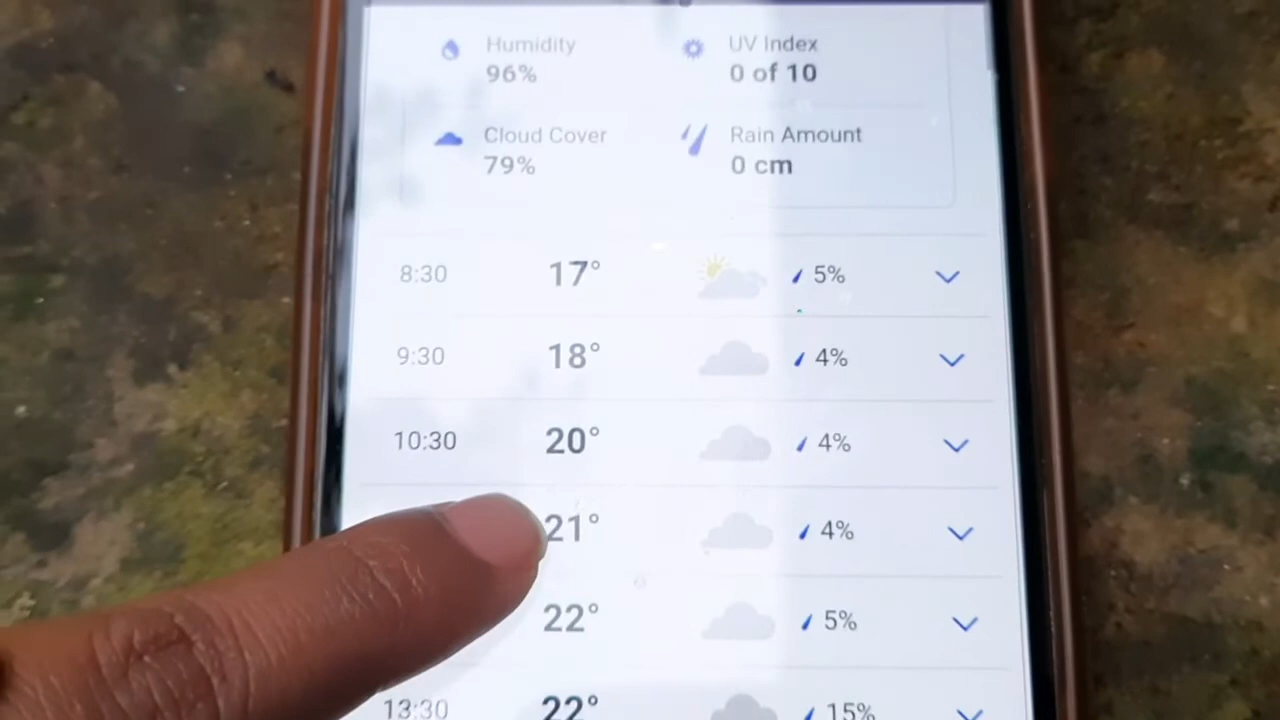 Humidity UV Index
96% 0 of 10
Cloud Cover Rain Amount
79% 0 cm
8:30 17° 5%
9:30 18° 4%
10:30 20° 4%
21° 4%
22° 5%
13:30 22° 15%